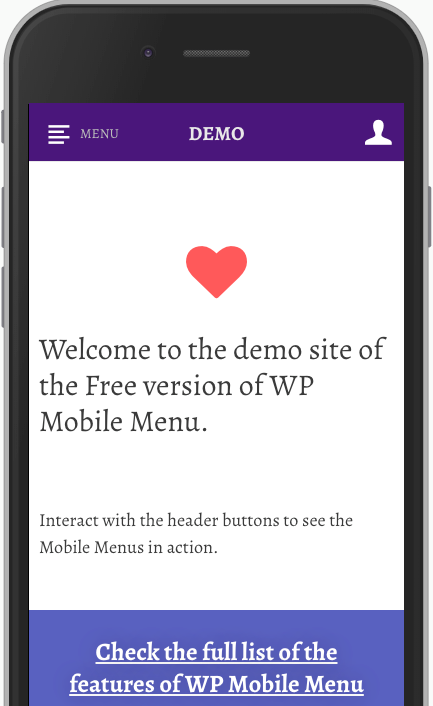 MENU DEMO
Welcome to the demo site of
the Free version of WP
Mobile Menu.
Interact with the header buttons to see the
Mobile Menus in action.
Check the full list of the
features of WP Mobile Menu